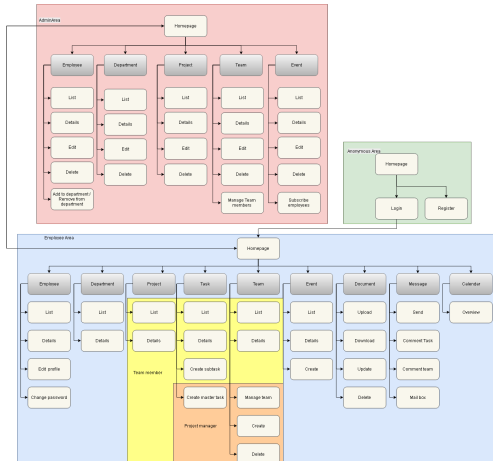 AdminArea
Homepage
Employee
Department
Project
Team
Event
List
List
List
List
List
Details
Details
Details
Details
Details
Edit
Edit
Edit
Edit
Edit
Delete
Delete
Delete
Delete
Delete
Add to department /
Remove from
department
Manage Team
members
Subscribe
employees
Anonymous Area
Homepage
Login
Register
Employee Area
Homepage
Employee
Department
Project
Task
Team
Event
Document
Message
Calendar
List
List
List
List
List
List
Upload
Send
Overview
Details
Details
Details
Details
Details
Details
Download
Comment Task
Team member
Edit profile
Create subtask
Create
Update
Comment team
Change password
Create master task
Manage team
Delete
Mail box
Project manager
Create
Delete